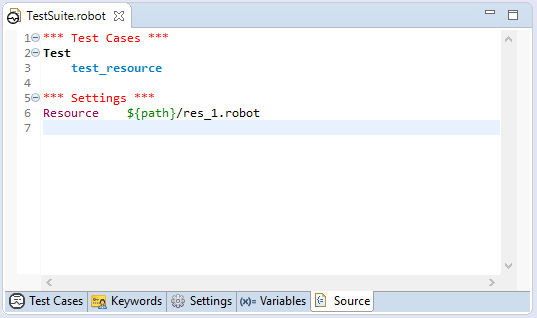 TestSuite.robot
1 *** Test Cases ***
2 Test
3 test_resource
4
5 *** Settings ***
6 Resource ${path}/res_1.robot
7
Test Cases Keywords Settings (x)= Variables Source